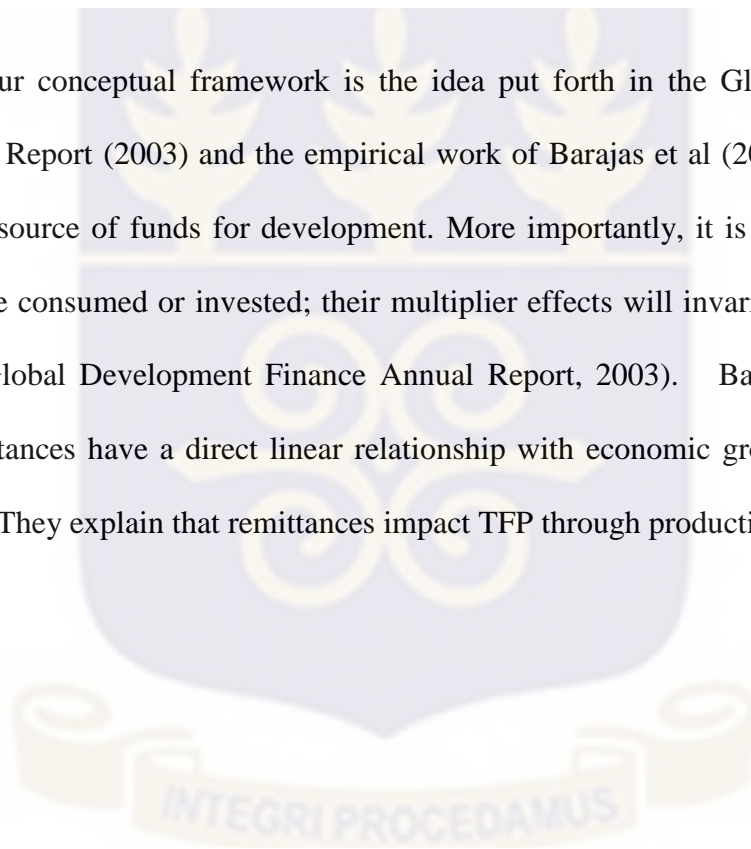 ur conceptual framework is the idea put forth in the Gl
Report (2003) and the empirical work of Barajas et al (20
source of funds for development. More importantly, it is
e consumed or invested; their multiplier effects will invari
lobal Development Finance Annual Report, 2003). Ba
tances have a direct linear relationship with economic gro
They explain that remittances impact TFP through producti
INTEGRI PROCEDAMUS